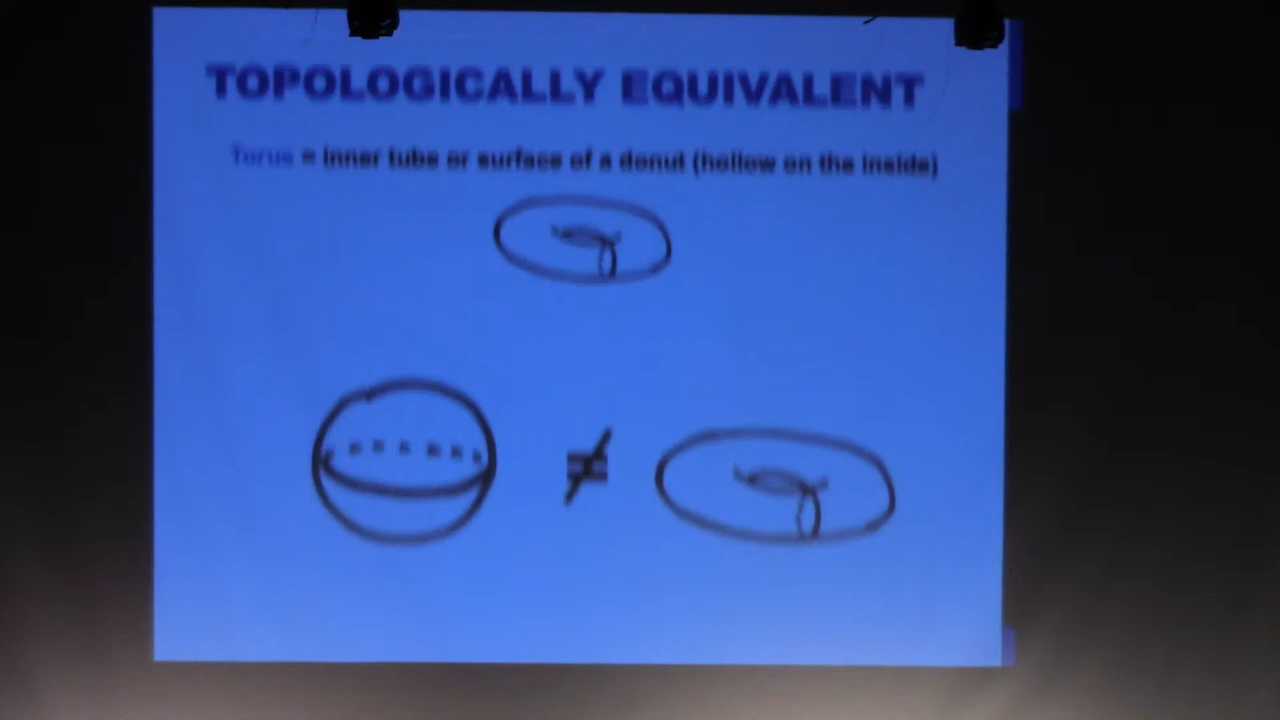 TOPOLOGICALLY EQUIVALENT
Torus = inner tube or surface of a donut (hollow on the inside)
≠